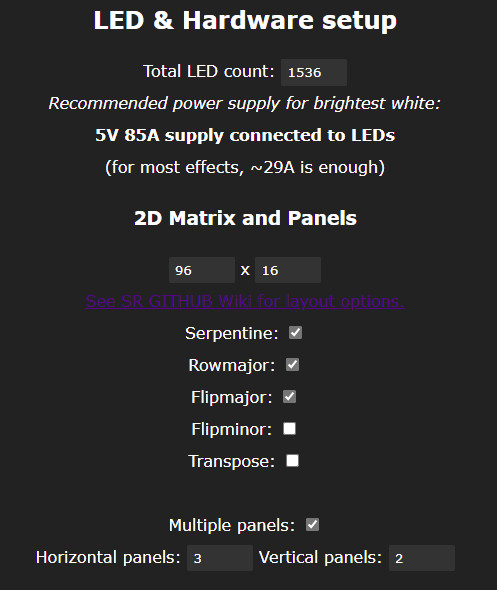 LED & Hardware setup
Total LED count: 1536
Recommended power supply for brightest white:
5V 85A supply connected to LEDs
(for most effects, ~29A is enough)
2D Matrix and Panels
96 x 16
See SR GITHUB Wiki for layout options.
Serpentine:
Rowmajor:
Flipmajor:
Flipminor:
Transpose:
Multiple panels:
Horizontal panels: 3 Vertical panels: 2